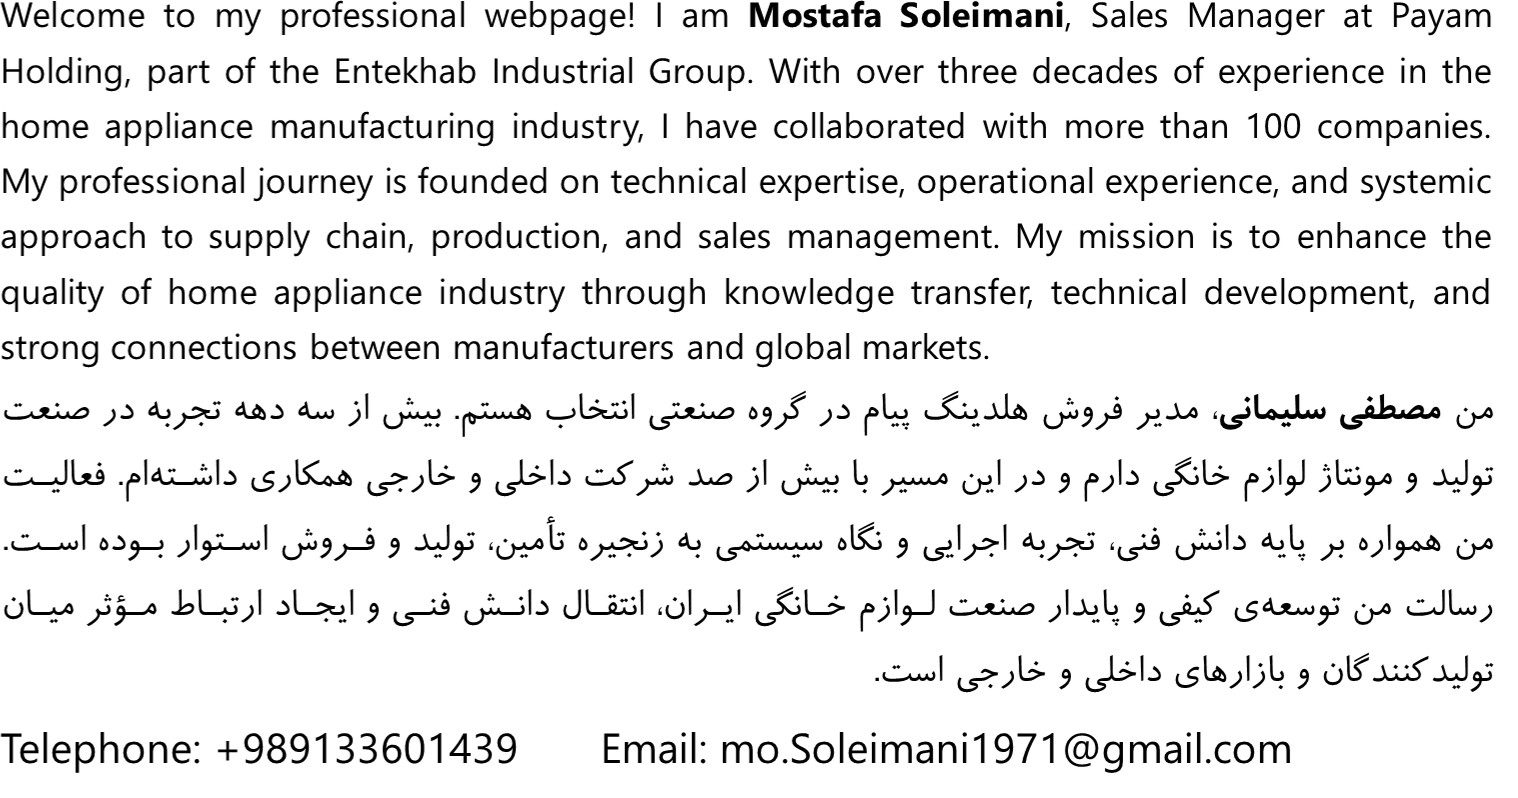 Welcome to my professional webpage! I am Mostafa Soleimani, Sales Manager at Payam
Holding, part of the Entekhab Industrial Group. With over three decades of experience in the
home appliance manufacturing industry, I have collaborated with more than 100 companies.
My professional journey is founded on technical expertise, operational experience, and systemic
approach to supply chain, production, and sales management. My mission is to enhance the
quality of home appliance industry through knowledge transfer, technical development, and
strong connections between manufacturers and global markets.
من مصطفی سلیمانی، مدیر فروش هلدینگ پیام در گروه صنعتی انتخاب هستم. بیش از سه دهه تجربه در صنعت
تولید و مونتاژ لوازم خانگی دارم و در این مسیر با بیش از صد شرکت داخلی و خارجی همکاری داشته‌ام. فعالیت
من همواره بر پایه دانش فنی، تجربه اجرایی و نگاه سیستمی به زنجیره تأمین، تولید و فروش استوار بوده است.
رسالت من توسعه‌ی کیفی و پایدار صنعت لوازم خانگی ایران، انتقال دانش فنی و ایجاد ارتباط مؤثر میان
تولیدکنندگان و بازارهای داخلی و خارجی است.
Telephone: +989133601439 Email: mo.Soleimani1971@gmail.com